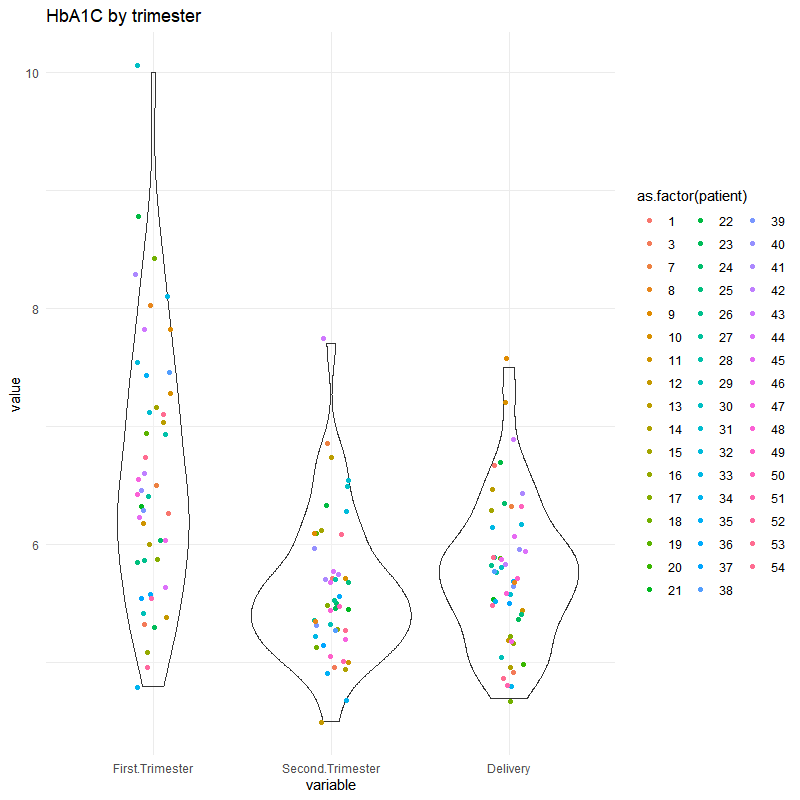 HbA1C by trimester
10
8
6
value
First.Trimester Second.Trimester Delivery
variable
as.factor(patient)
1 22 39
3 23 40
7 24 41
8 25 42
9 26 43
10 27 44
11 28 45
12 29 46
13 30 47
14 31 48
15 32 49
16 33 50
17 34 51
18 35 52
19 36 53
20 37 54
21 38